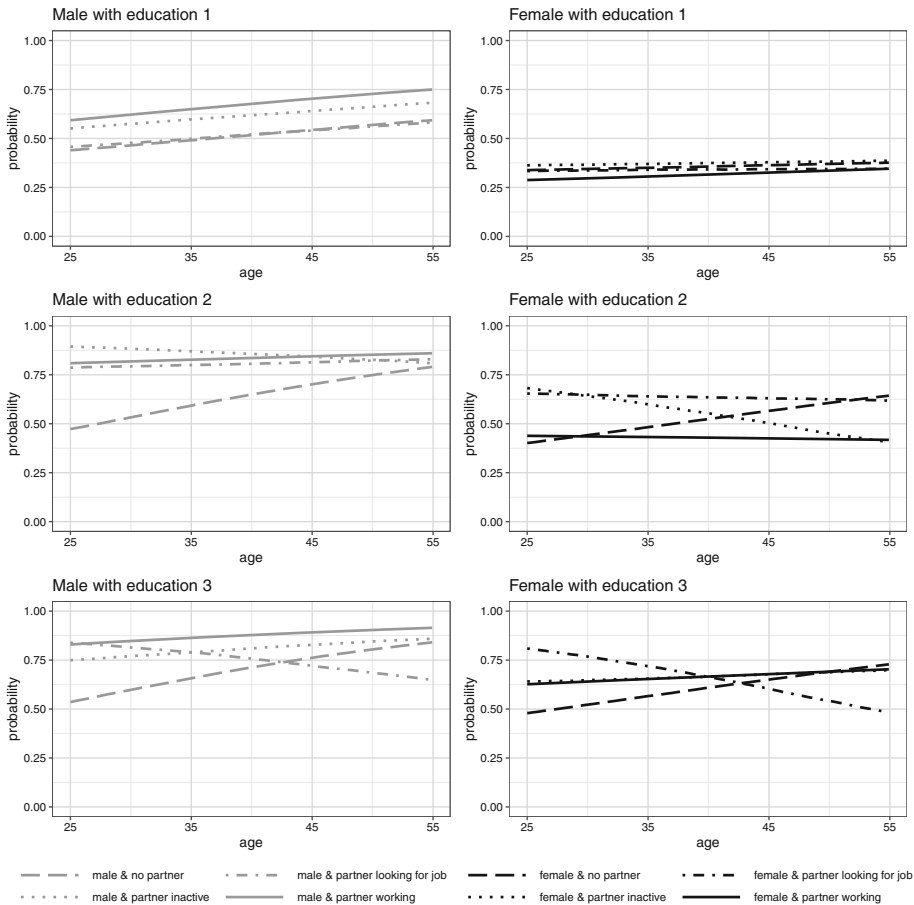 Male with education 1
Female with education 1
1.00
0.75
0.50
0.25
0.00
probability
25 35 45 55
age
1.00
0.75
0.50
0.25
0.00
probability
25 35 45 55
age
Male with education 2
Female with education 2
1.00
0.75
0.50
0.25
0.00
probability
25 35 45 55
age
1.00
0.75
0.50
0.25
0.00
probability
25 35 45 55
age
Male with education 3
Female with education 3
1.00
0.75
0.50
0.25
0.00
probability
25 35 45 55
age
1.00
0.75
0.50
0.25
0.00
probability
25 35 45 55
age
male & no partner male & partner looking for job female & no partner female & partner looking for job
male & partner inactive male & partner working female & partner inactive female & partner working